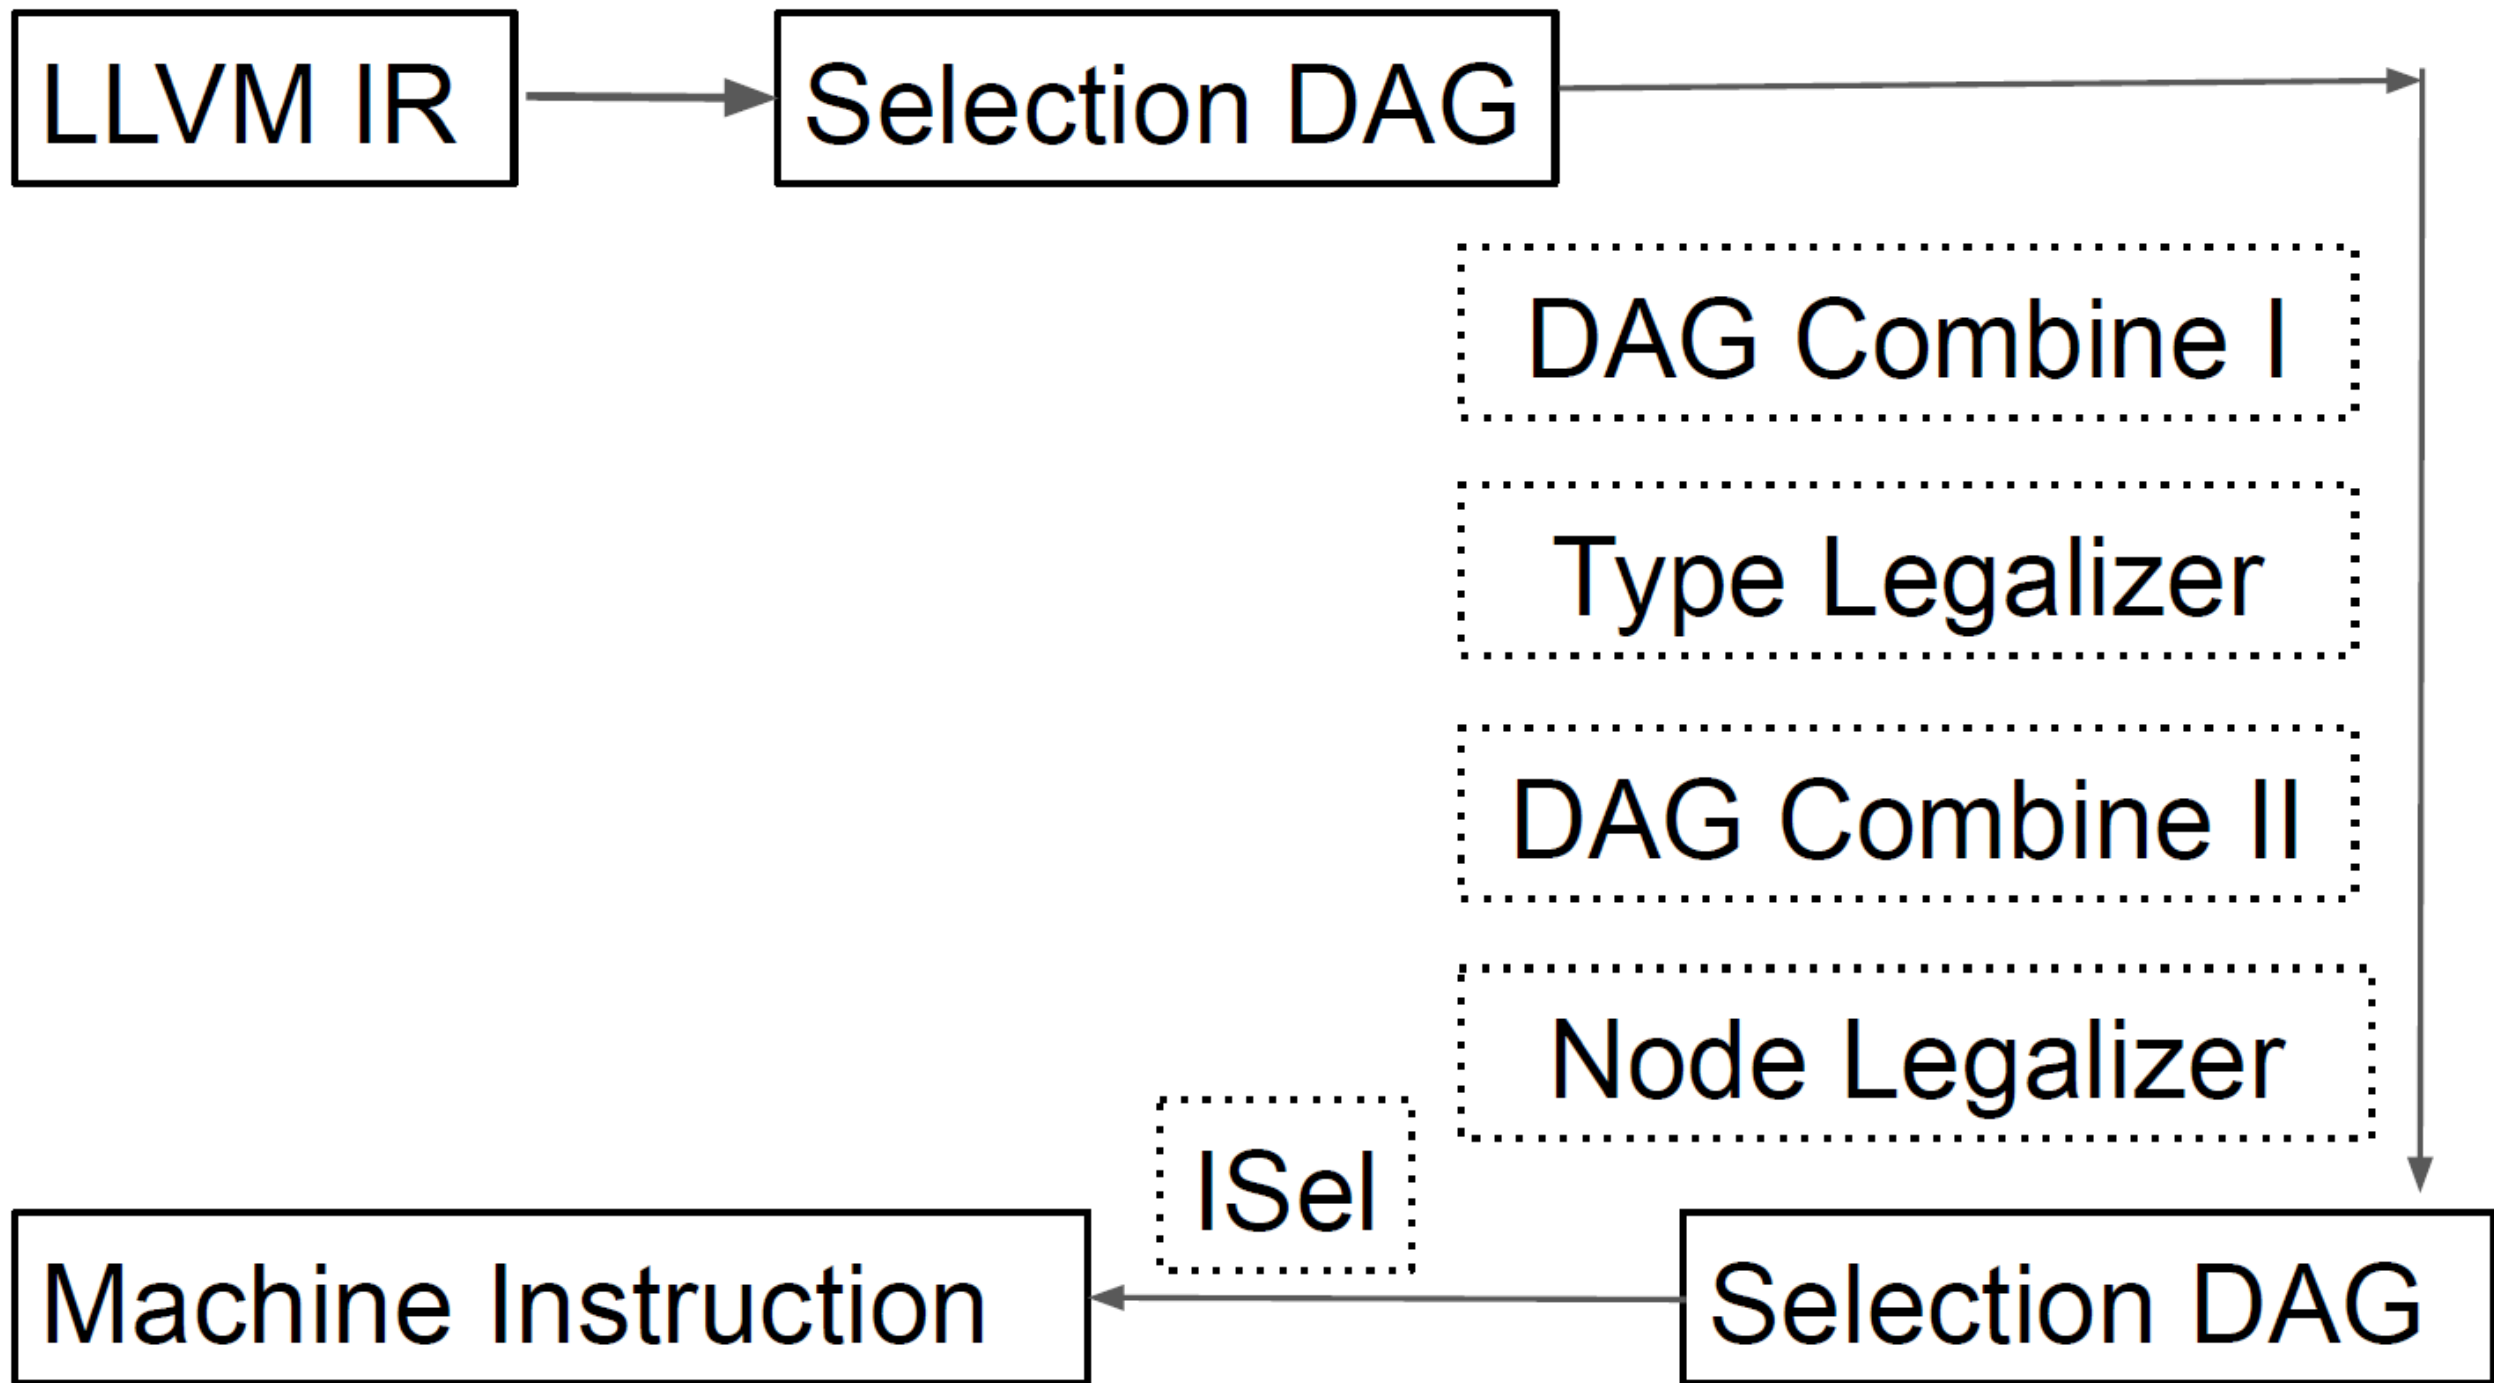 LLVM IR
Selection DAG
DAG Combine I
Type Legalizer
DAG Combine II
Node Legalizer
ISel
Machine Instruction
Selection DAG